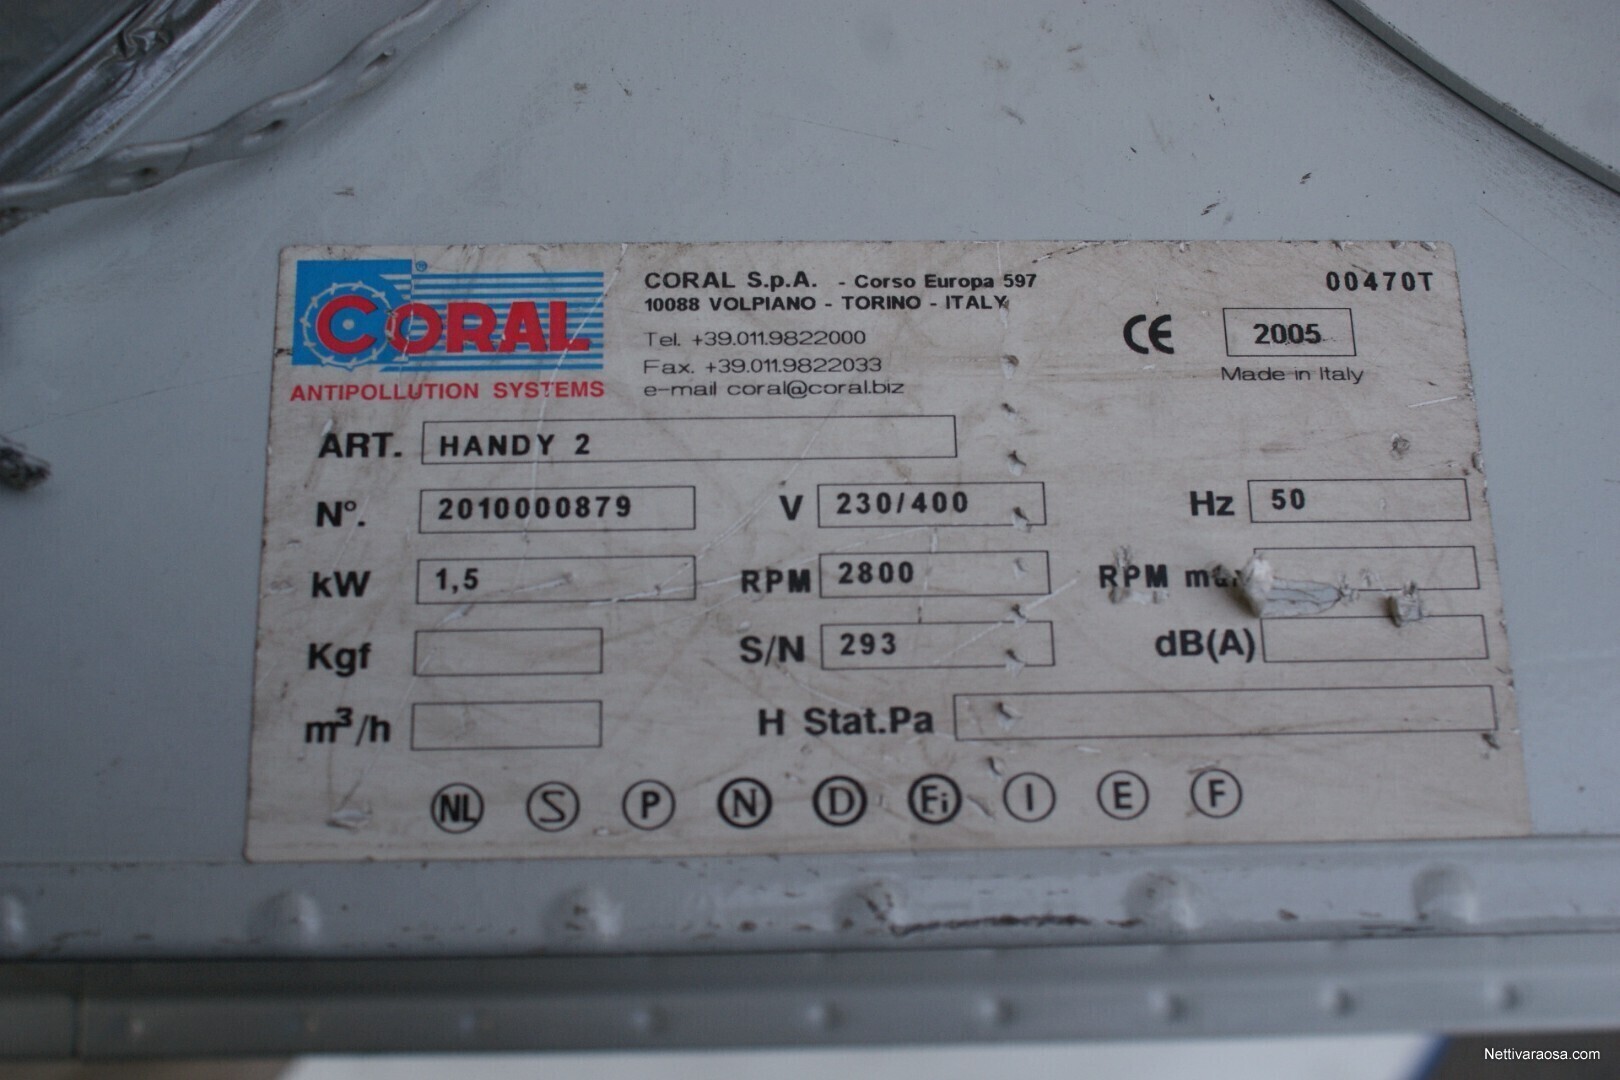 CORAL ®
ANTIPOLLUTION SYSTEMS
CORAL S.p.A. - Corso Europa 597
10088 VOLPIANO - TORINO - ITALY
Tel. +39.011.9822000
Fax. +39.011.9822033
e-mail coral@coral.biz
00470T
CE 2005
Made in Italy
ART. HANDY 2
N°. 2010000879 V 230/400 Hz 50
kW 1,5 RPM 2800 RPM max
Kgf S/N 293 dB(A)
m³/h H Stat.Pa
NL S P N D Fi I E F
Nettivaraosa.com